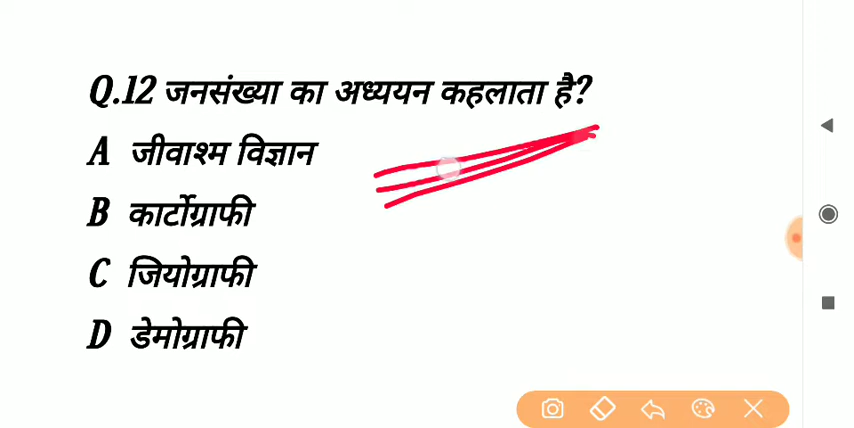 Q.12 जनसंख्या का अध्ययन कहलाता है?
A जीवाश्म विज्ञान
B कार्टोग्राफी
C जियोग्राफी
D डेमोग्राफी